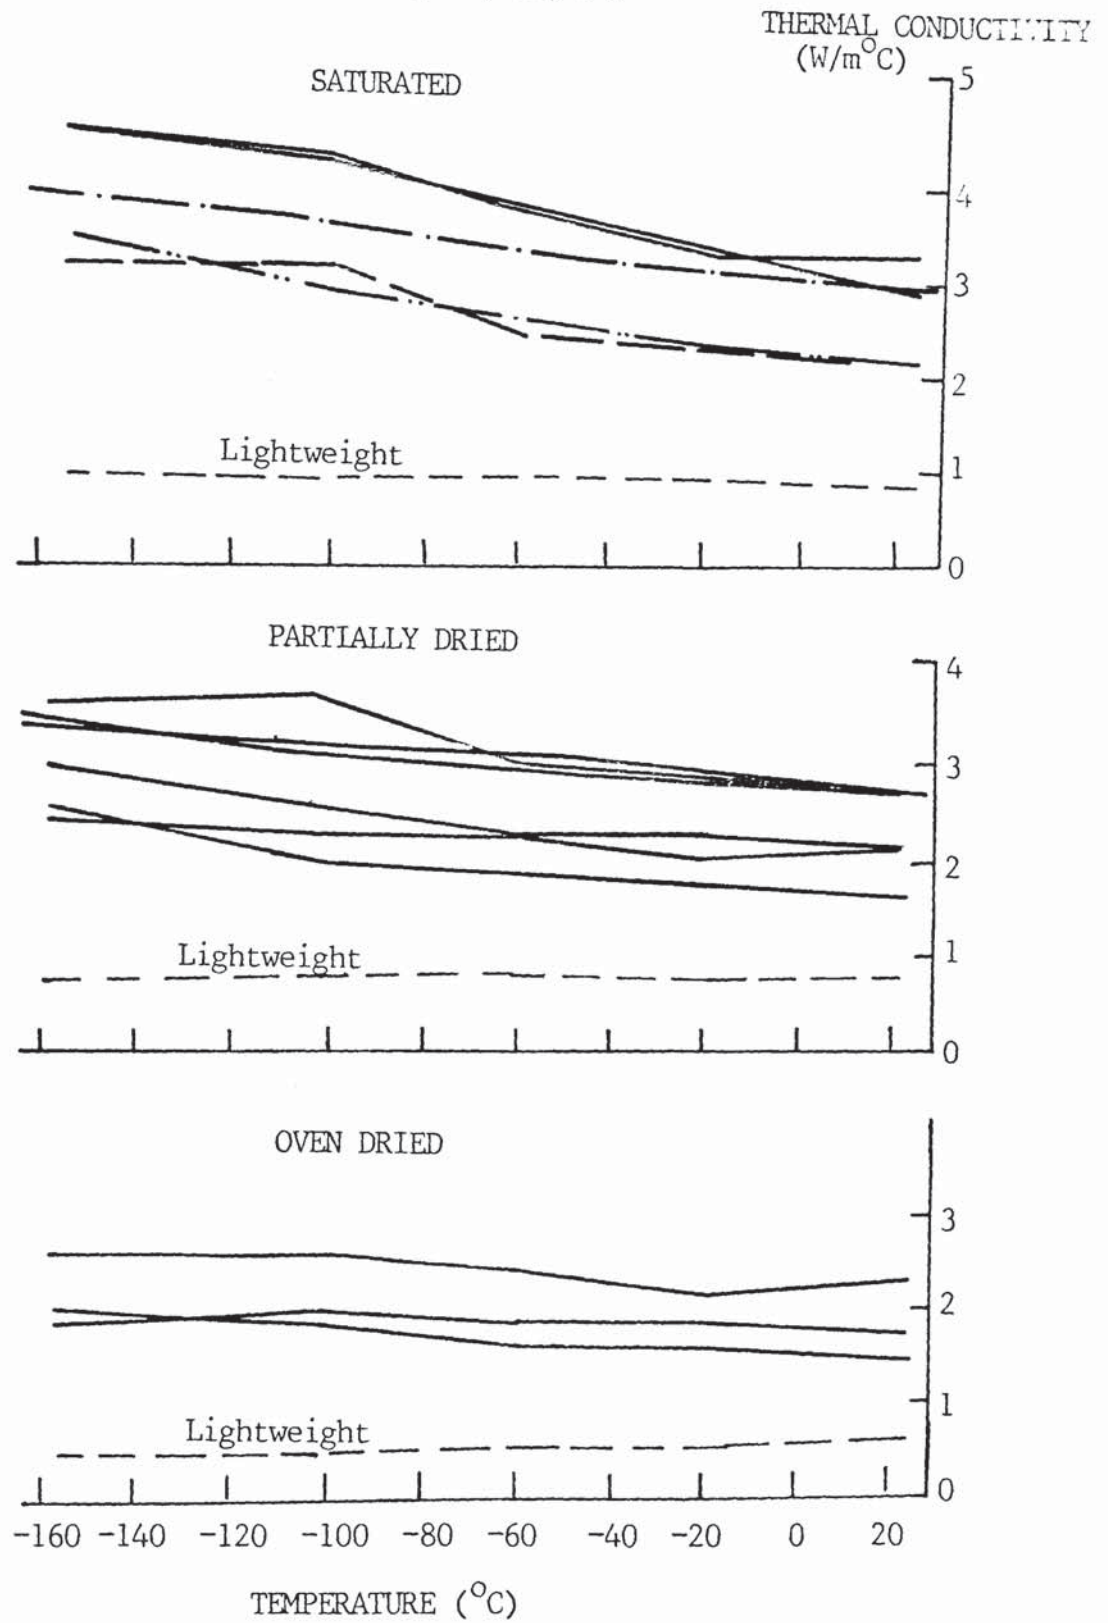 THERMAL CONDUCTIVITY
(W/m°C)
SATURATED
5
4
3
2
1
0
Lightweight
PARTIALLY DRIED
4
3
2
1
0
Lightweight
OVEN DRIED
3
2
1
0
Lightweight
-160 -140 -120 -100 -80 -60 -40 -20 0 20
TEMPERATURE (°C)